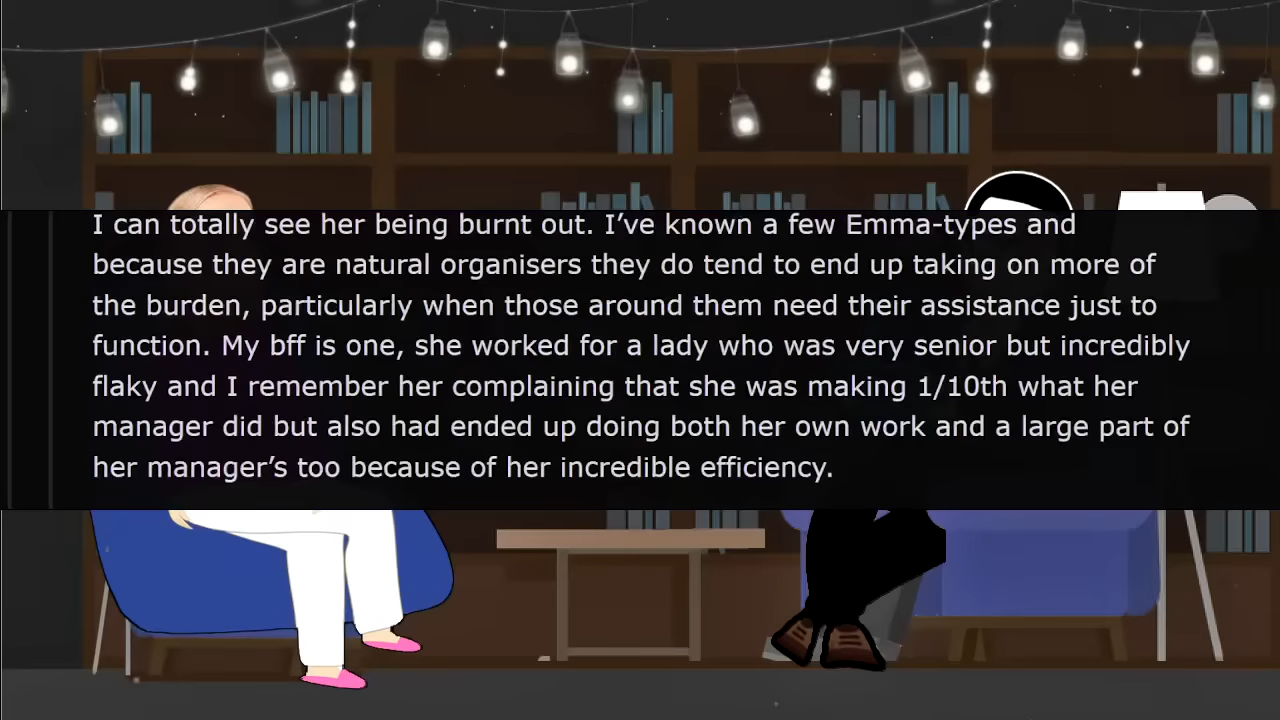 I can totally see her being burnt out. I’ve known a few Emma-types and
because they are natural organisers they do tend to end up taking on more of
the burden, particularly when those around them need their assistance just to
function. My bff is one, she worked for a lady who was very senior but incredibly
flaky and I remember her complaining that she was making 1/10th what her
manager did but also had ended up doing both her own work and a large part of
her manager’s too because of her incredible efficiency.